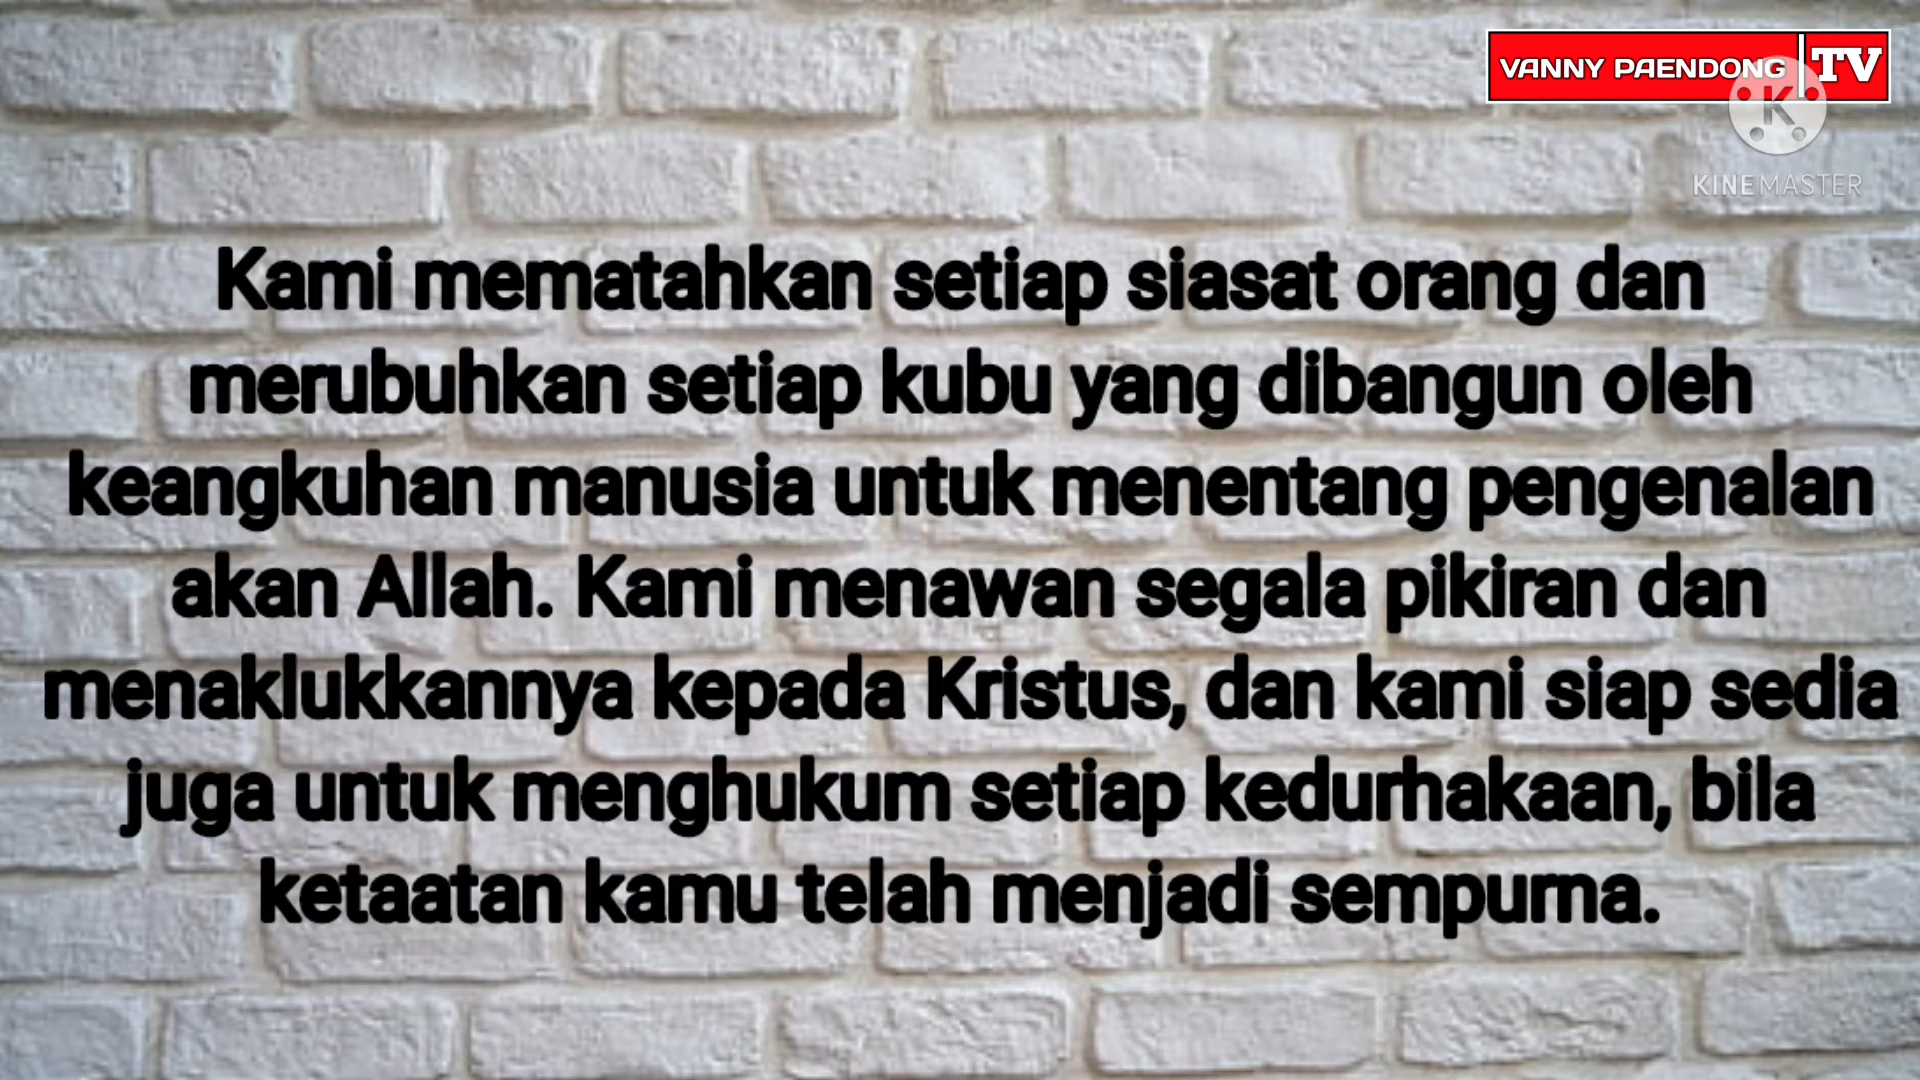 VANNY PAENDONG TV
K
KINEMASTER
Kami mematahkan setiap siasat orang dan
merubuhkan setiap kubu yang dibangun oleh
keangkuhan manusia untuk menentang pengenalan
akan Allah. Kami menawan segala pikiran dan
menaklukkannya kepada Kristus, dan kami siap sedia
juga untuk menghukum setiap kedurhakaan, bila
ketaatan kamu telah menjadi sempurna.